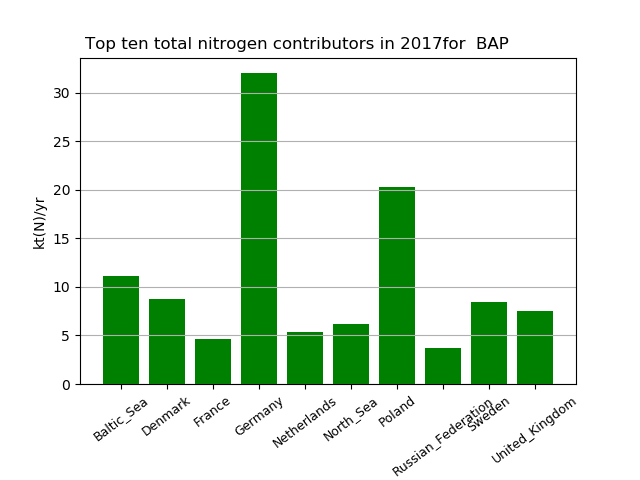 Top ten total nitrogen contributors in 2017for  BAP
kt(N)/yr
30
25
20
15
10
5
0
Baltic_Sea
Denmark
France
Germany
Netherlands
North_Sea
Poland
Russian_Federation
Sweden
United_Kingdom